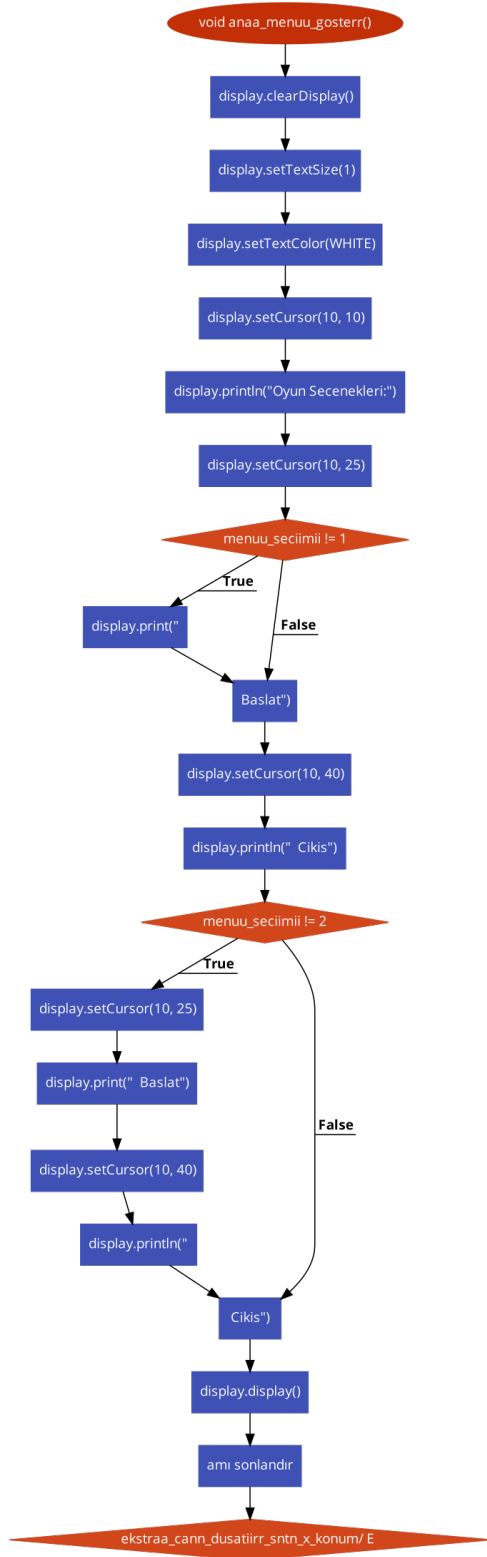 void anaa_menuu_gosterr()
display.clearDisplay()
display.setTextSize(1)
display.setTextColor(WHITE)
display.setCursor(10, 10)
display.println("Oyun Secenekleri:")
display.setCursor(10, 25)
menuu_seciimii != 1
True
display.print("
False
Baslat")
display.setCursor(10, 40)
display.println("  Cikis")
menuu_seciimii != 2
True
display.setCursor(10, 25)
display.print("  Baslat")
False
display.setCursor(10, 40)
display.println("
Cikis")
display.display()
amı sonlandır
ekstraa_cann_dusatiirr_sntn_x_konum/ E